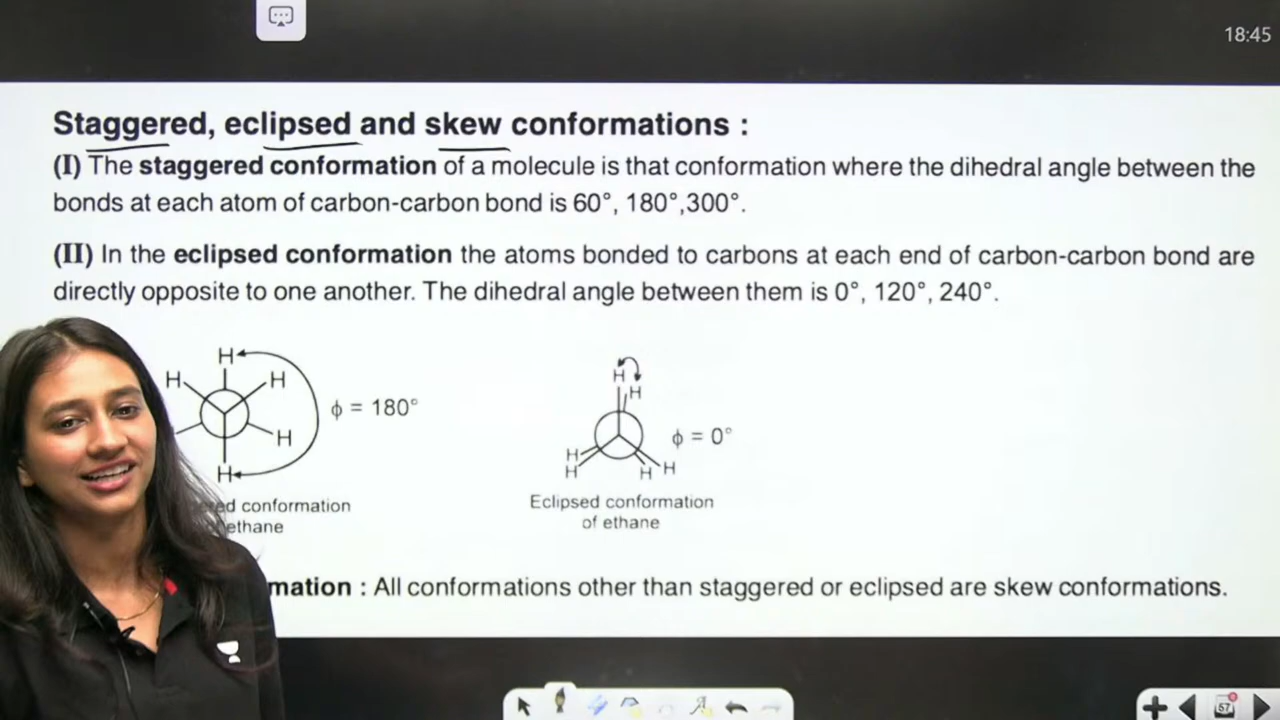 18:45
Staggered, eclipsed and skew conformations :
(I) The staggered conformation of a molecule is that conformation where the dihedral angle between the
bonds at each atom of carbon-carbon bond is 60°, 180°,300°.
(II) In the eclipsed conformation the atoms bonded to carbons at each end of carbon-carbon bond are
directly opposite to one another. The dihedral angle between them is 0°, 120°, 240°.
H
H H
H
H
ϕ = 180°
H
H
H
H
H H
ϕ = 0°
ed conformation
ethane
Eclipsed conformation
of ethane
mation : All conformations other than staggered or eclipsed are skew conformations.
57